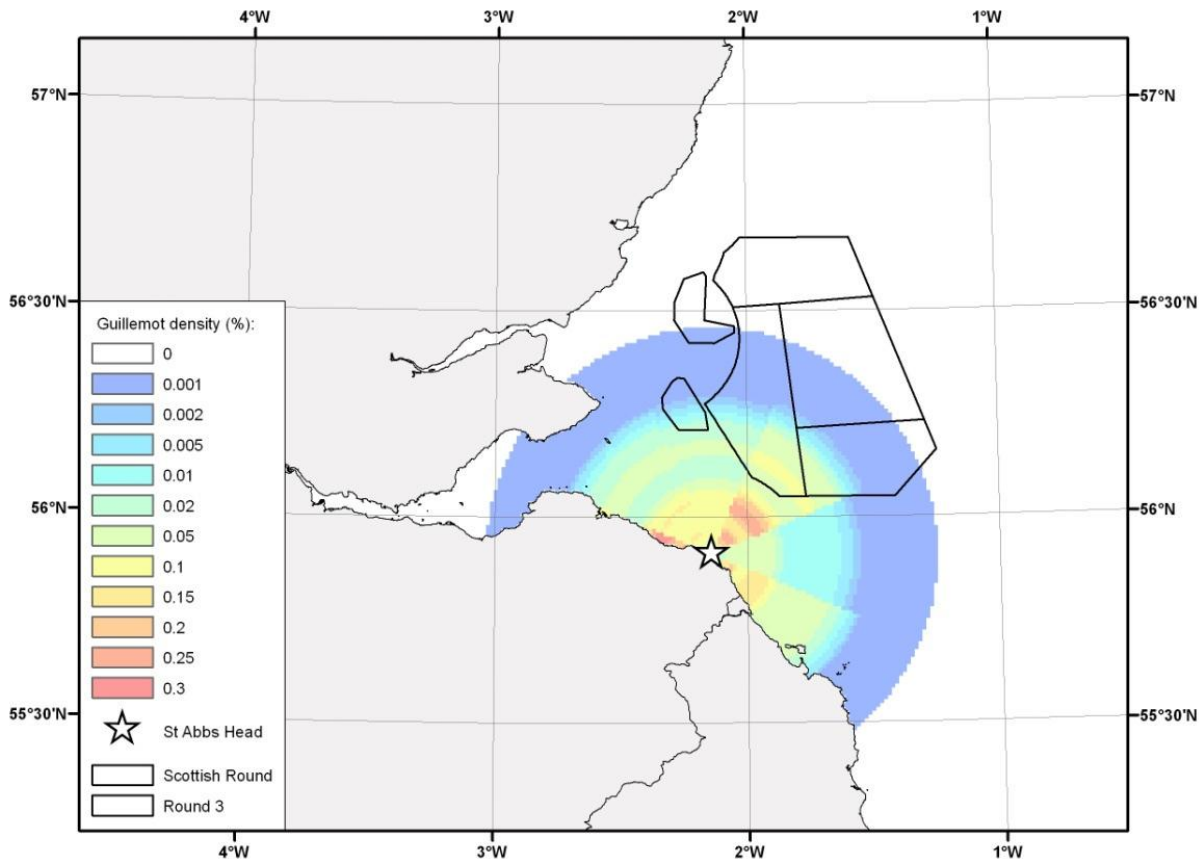 4°W 3°W 2°W 1°W
57°N 57°N
56°30'N 56°30'N
Guillemot density (%):
0
0.001
0.002
0.005
0.01
0.02
0.05
0.1
0.15
0.2
0.25
0.3
St Abbs Head
Scottish Round
Round 3
56°N 56°N
55°30'N 55°30'N
4°W 3°W 2°W 1°W